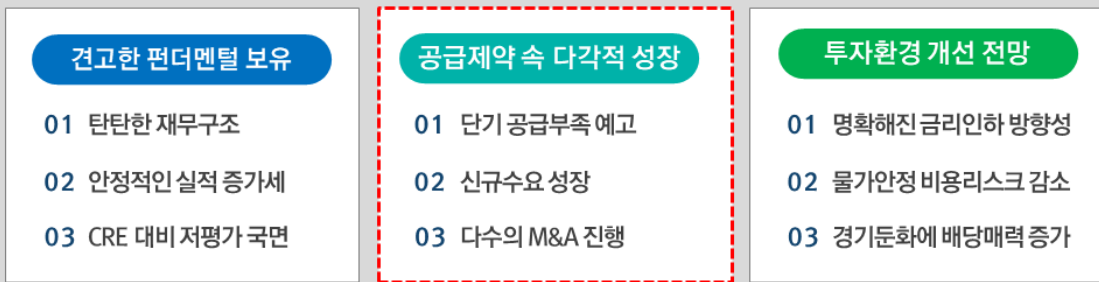 견고한 펀더멘털 보유
01 탄탄한 재무구조
02 안정적인 실적 증가세
03 CRE 대비 저평가 국면
공급제약 속 다각적 성장
01 단기 공급부족 예고
02 신규수요 성장
03 다수의 M&A 진행
투자환경 개선 전망
01 명확해진 금리인하 방향성
02 물가안정 비용리스크 감소
03 경기둔화에 배당매력 증가